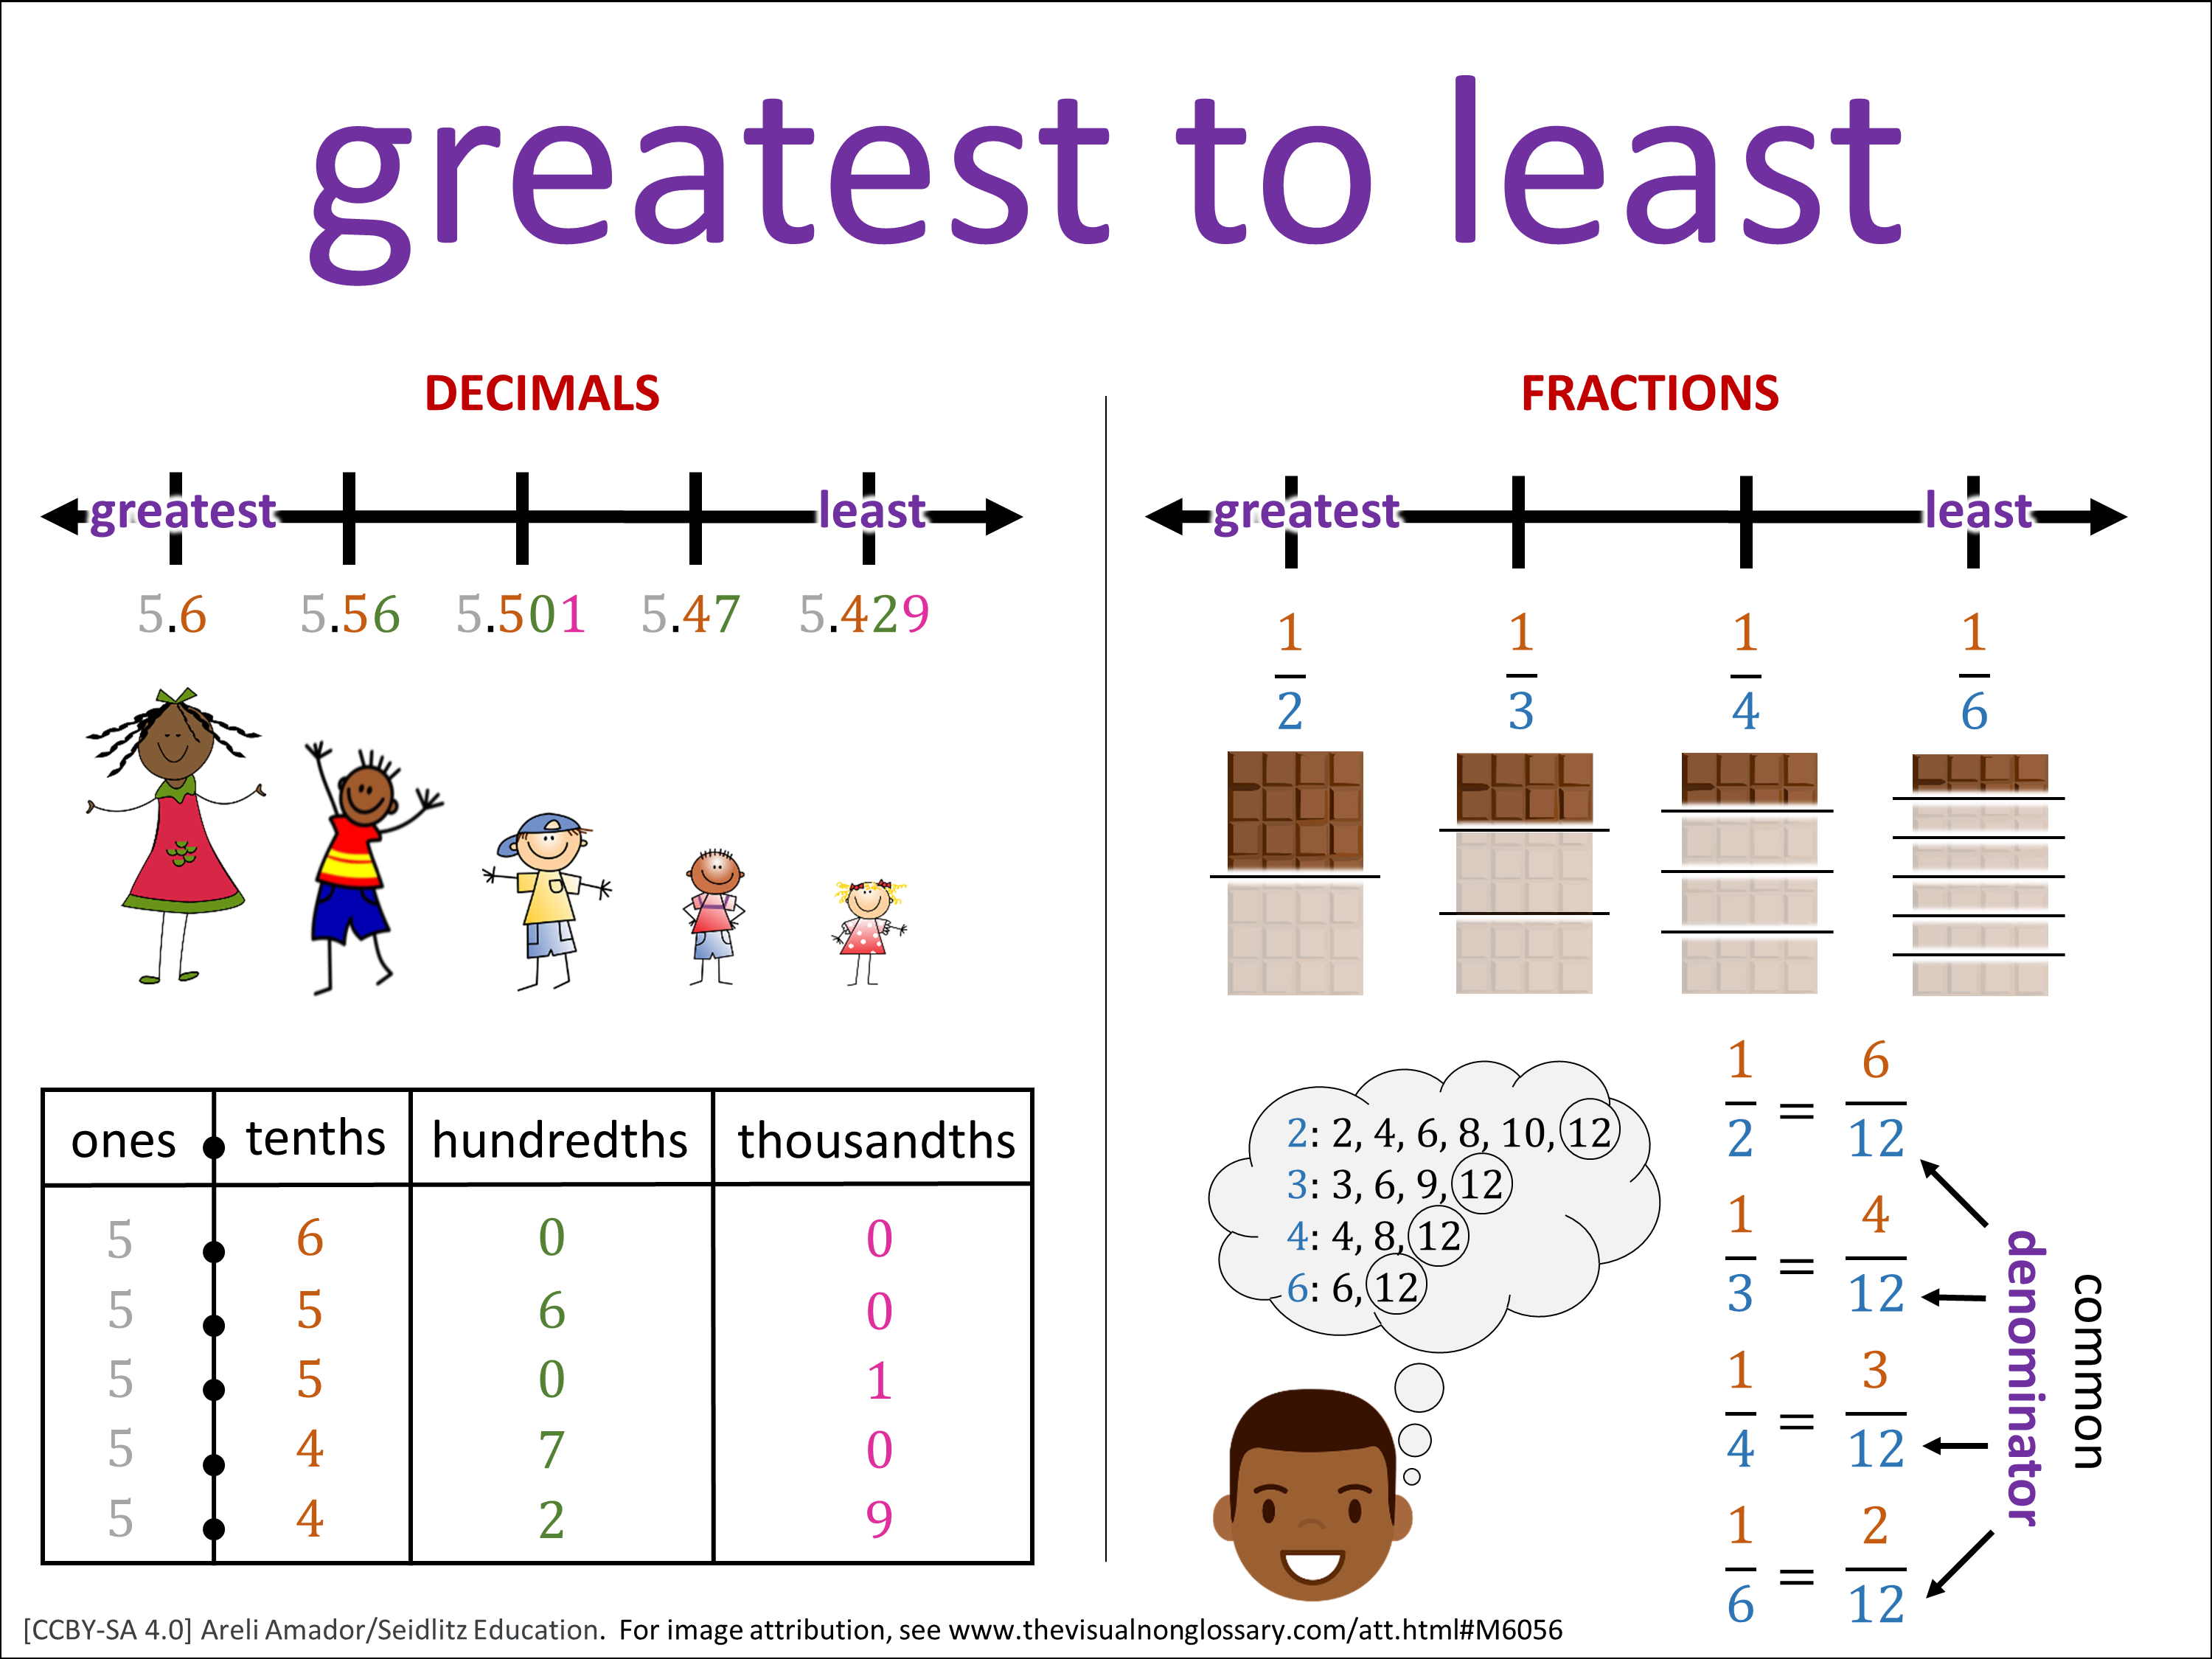 greatest to least
DECIMALS
greatest least
5.6 5.56 5.501 5.47 5.429
ones . tenths hundredths thousandths
5 . 6 0 0
5 . 5 6 0
5 . 5 0 1
5 . 4 7 0
5 . 4 2 9
FRACTIONS
greatest least
1/2 1/3 1/4 1/6
2: 2, 4, 6, 8, 10, 12
3: 3, 6, 9, 12
4: 4, 8, 12
6: 6, 12
1/2 = 6/12
1/3 = 4/12
1/4 = 3/12
1/6 = 2/12
common
denominator
[CCBY-SA 4.0] Areli Amador/Seidlitz Education. For image attribution, see www.thevisualnonglossary.com/att.html#M6056